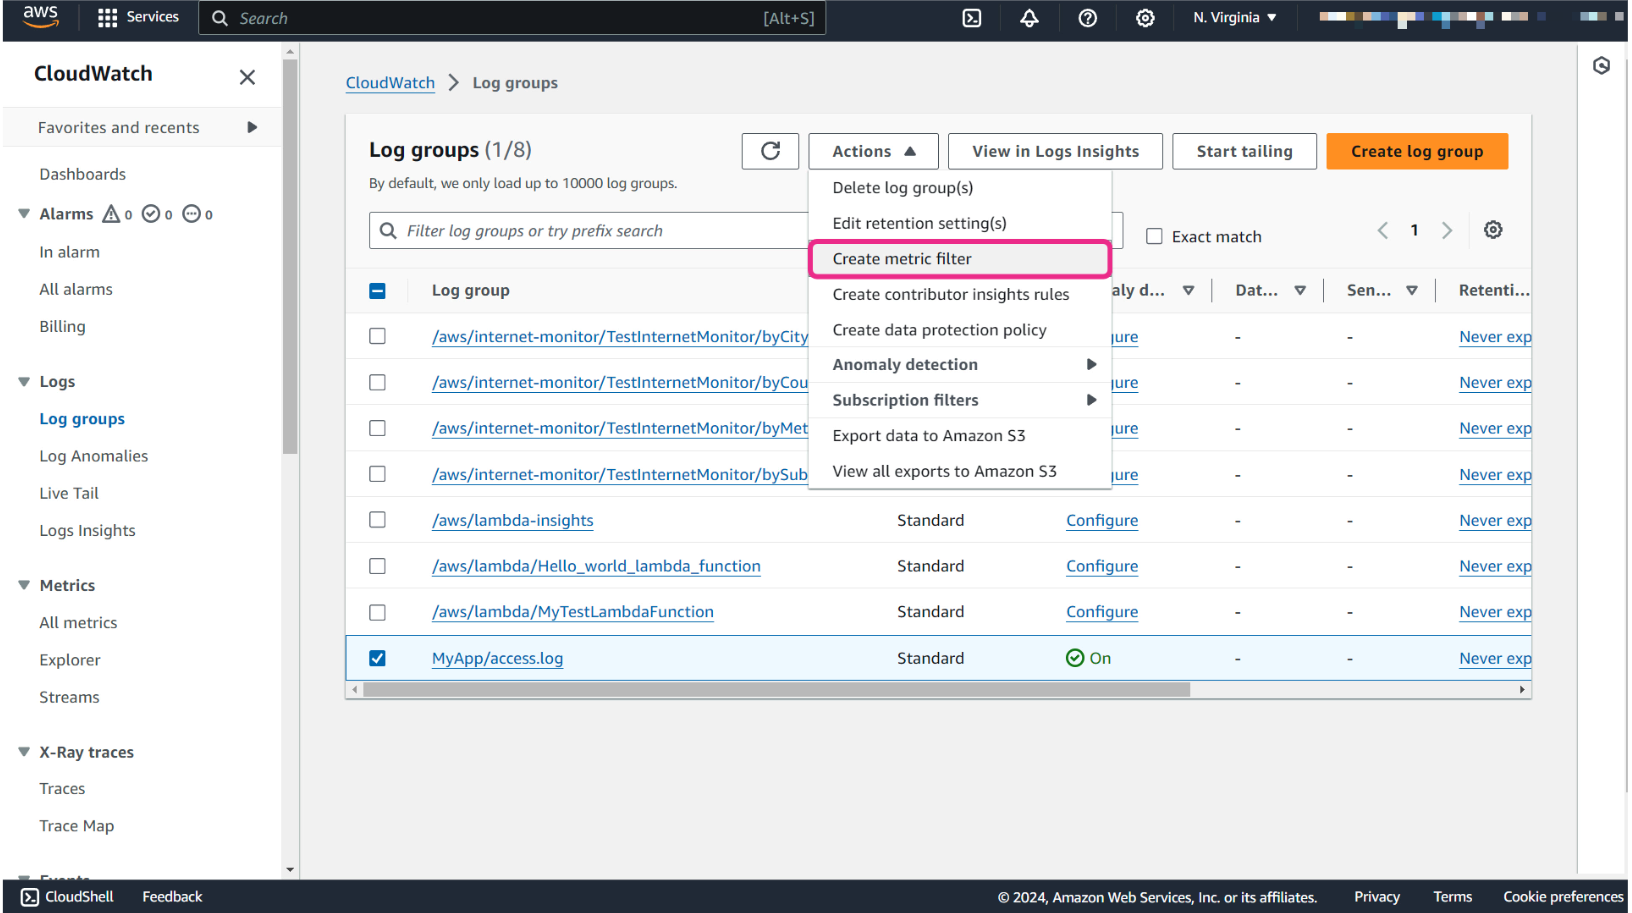 aws
Services
Search
[Alt+S]
N. Virginia
CloudWatch
Favorites and recents
Dashboards
Alarms 0 0 0
In alarm
All alarms
Billing
Logs
Log groups
Log Anomalies
Live Tail
Logs Insights
Metrics
All metrics
Explorer
Streams
X-Ray traces
Traces
Trace Map
CloudWatch > Log groups
Log groups (1/8)
By default, we only load up to 10000 log groups.
Actions
View in Logs Insights
Start tailing
Create log group
Filter log groups or try prefix search
Exact match
1
Delete log group(s)
Edit retention setting(s)
Create metric filter
Create contributor insights rules
Create data protection policy
Anomaly detection
Subscription filters
Export data to Amazon S3
View all exports to Amazon S3
Log group aly d... Dat... Sen... Retenti...
/aws/internet-monitor/TestInternetMonitor/byCity ure - - Never exp
/aws/internet-monitor/TestInternetMonitor/byCou ure - - Never exp
/aws/internet-monitor/TestInternetMonitor/byMet ure - - Never exp
/aws/internet-monitor/TestInternetMonitor/bySub ure - - Never exp
/aws/lambda-insights Standard Configure - - Never exp
/aws/lambda/Hello_world_lambda_function Standard Configure - - Never exp
/aws/lambda/MyTestLambdaFunction Standard Configure - - Never exp
MyApp/access.log Standard On - - Never exp
CloudShell
Feedback
© 2024, Amazon Web Services, Inc. or its affiliates.
Privacy
Terms
Cookie preferences